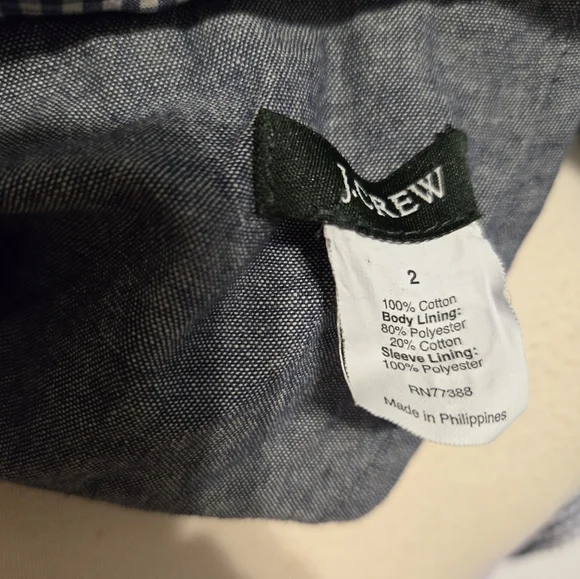 J.CREW
2
100% Cotton
Body Lining:
80% Polyester
20% Cotton
Sleeve Lining:
100% Polyester
RN77388
Made in Philippines